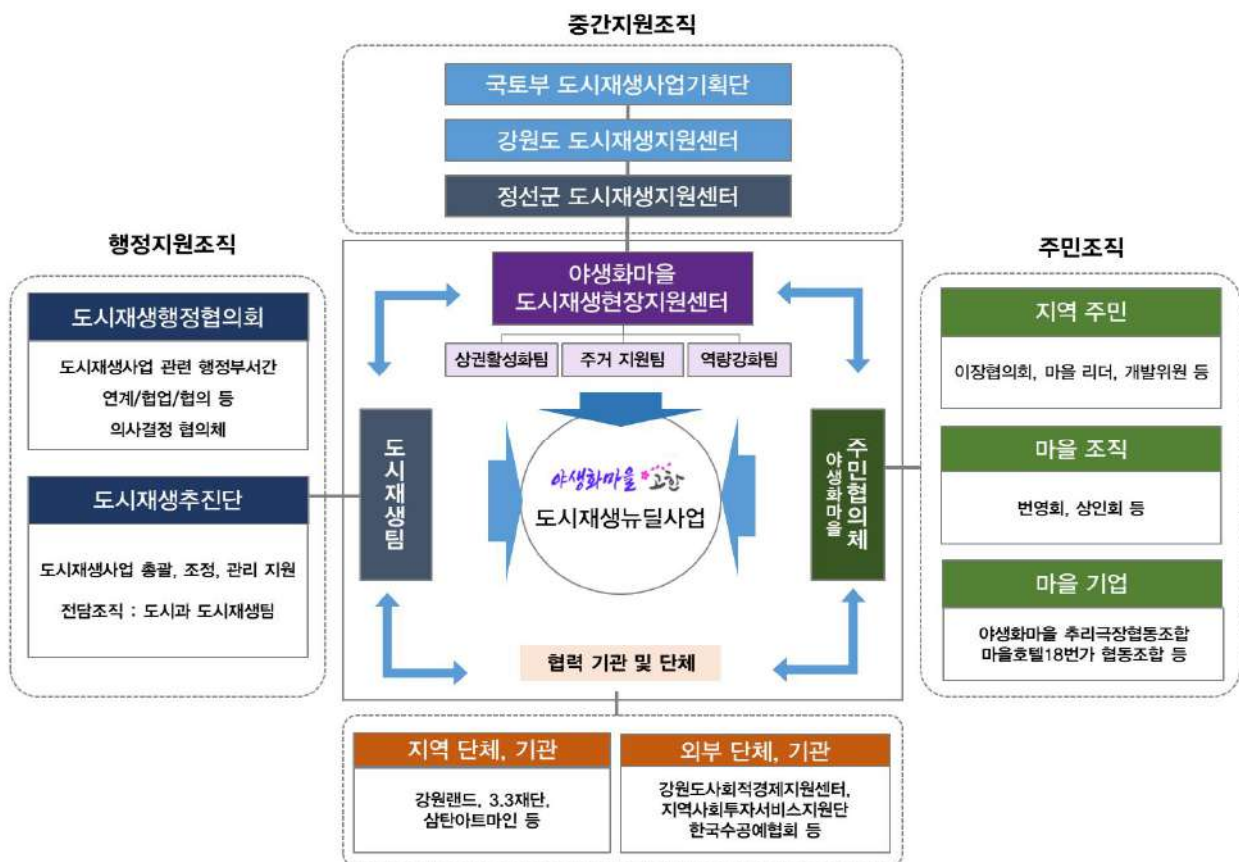 중간지원조직
국토부 도시재생사업기획단
강원도 도시재생지원센터
정선군 도시재생지원센터
행정지원조직
도시재생행정협의회
도시재생사업 관련 행정부서간
연계/협업/협의 등
의사결정 협의체
도시재생추진단
도시재생사업 총괄, 조정, 관리 지원
전담조직 : 도시과 도시재생팀
야생화마을
도시재생현장지원센터
상권활성화팀
주거 지원팀
역량강화팀
도시재생팀
야생화마을 고한
도시재생뉴딜사업
주민협의체
야생화마을
협력 기관 및 단체
주민조직
지역 주민
이장협의회, 마을 리더, 개발위원 등
마을 조직
번영회, 상인회 등
마을 기업
야생화마을 추리극장협동조합
마을호텔18번가 협동조합 등
지역 단체, 기관
강원랜드, 3.3재단,
삼탄아트마인 등
외부 단체, 기관
강원도사회적경제지원센터,
지역사회투자서비스지원단
한국수공예협회 등